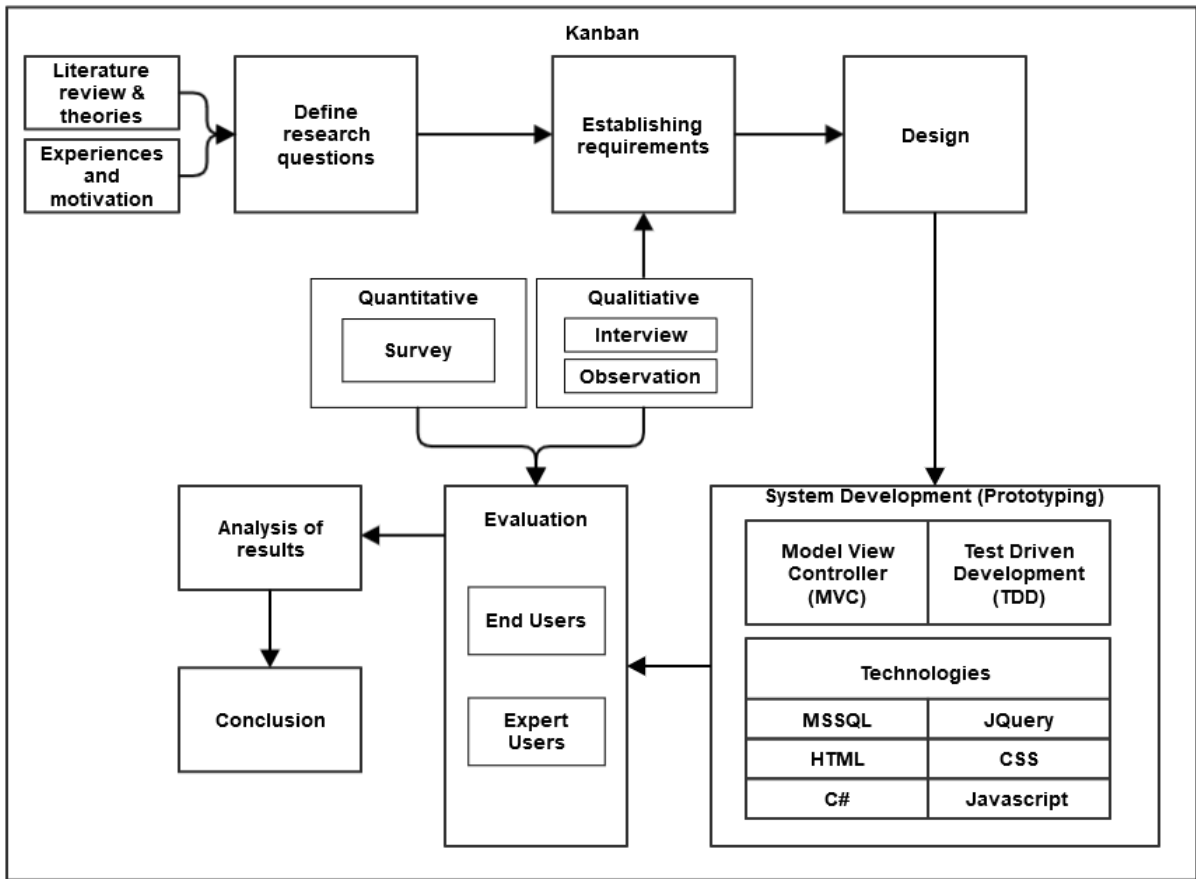 Kanban
Literature
review &
theories
Experiences
and
motivation
Define
research
questions
Establishing
requirements
Design
Quantitative
Survey
Qualitiative
Interview
Observation
Analysis of
results
Conclusion
Evaluation
End Users
Expert
Users
System Development (Prototyping)
Model View
Controller
(MVC)
Test Driven
Development
(TDD)
Technologies
MSSQL
JQuery
HTML
CSS
C#
Javascript